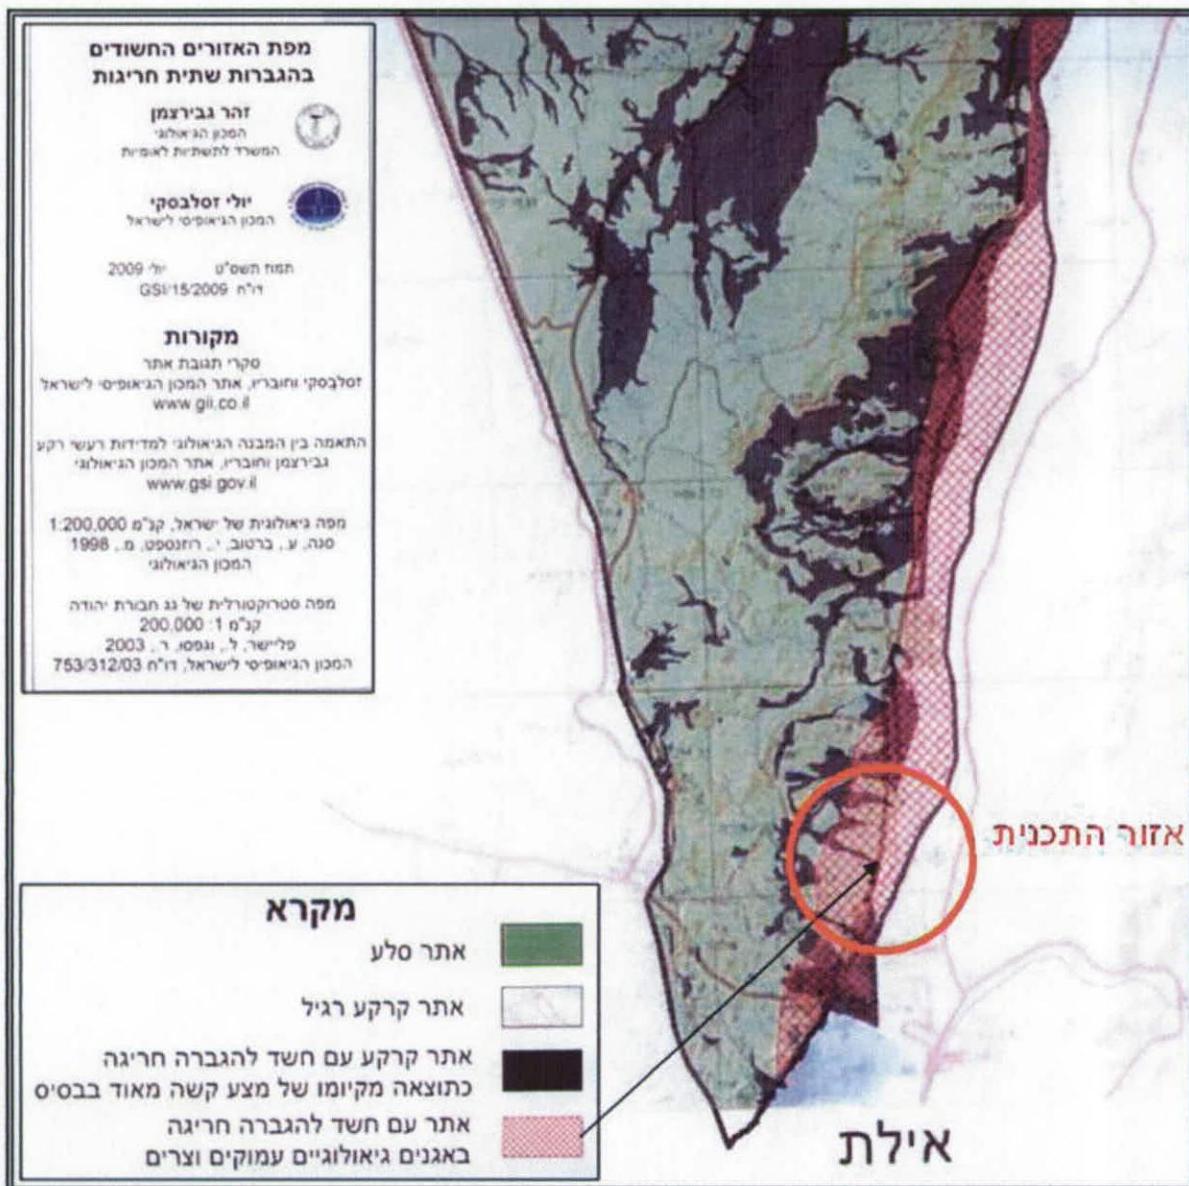 מפת האזורים החשודים
בהגברות שתית חריגות
זהר גבירצמן
המכון הגיאולוגי
המשרד לתשתיות לאומיות
יולי זסלבסקי
המכון הגיאופיסי לישראל
תמוז תשס"ט יולי 2009
דו"ח GSI/15/2009
מקורות
סקרי תגובת אתר
זסלבסקי וחובריו, אתר המכון הגיאופיסי לישראל
www.gii.co.il
התאמה בין המבנה הגיאולוגי למדידות רעשי רקע
גבירצמן וחובריו, אתר המכון הגיאולוגי
www.gsi.gov.il
מפה גיאולוגית של ישראל, קנ"מ 1:200,000
סנה, ע., ברטוב, י., רוזנספט, מ., 1998
המכון הגיאולוגי
מפה סטרוקטורלית של גג חבורת יהודה
קנ"מ 1: 200,000
פליישר, ל., וגפסו, ר., 2003
המכון הגיאופיסי לישראל, דו"ח 753/312/03
אזור התכנית
מקרא
אתר סלע
אתר קרקע רגיל
אתר קרקע עם חשד להגברה חריגה
כתוצאה מקיומו של מצע קשה מאוד בבסיס
אתר עם חשד להגברה חריגה
באגנים גיאולוגיים עמוקים וצרים
אילת